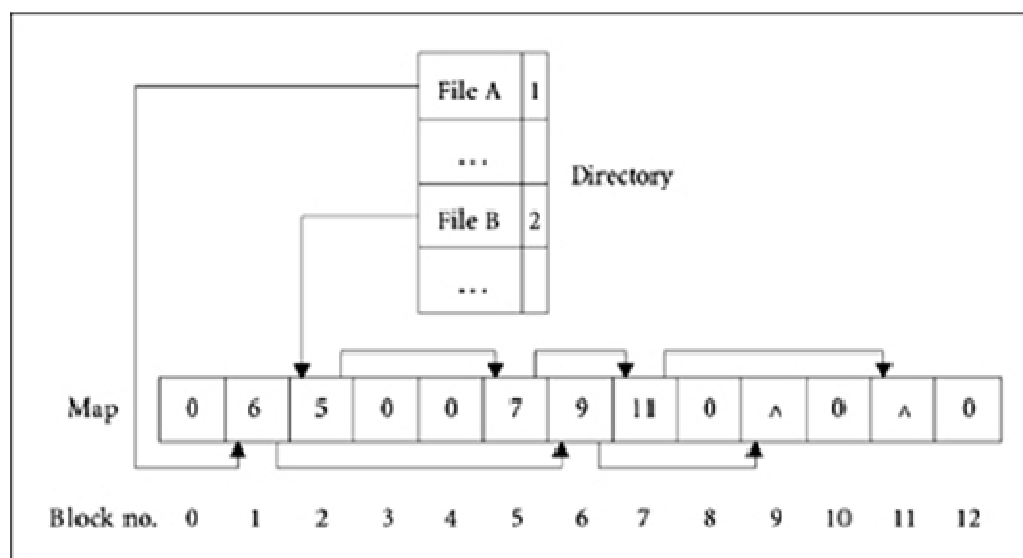 File A 1
...
Directory
File B 2
...
Map 0 6 5 0 0 7 9 11 0 ^ 0 ^ 0
Block no. 0 1 2 3 4 5 6 7 8 9 10 11 12